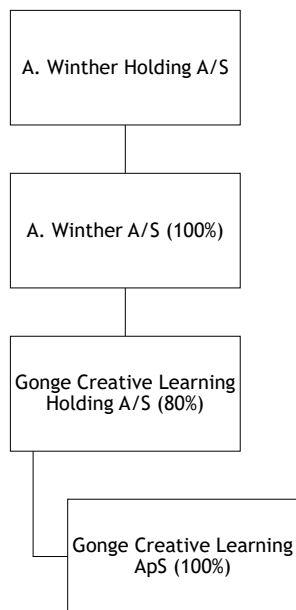 A. Winther Holding A/S
A. Winther A/S (100%)
Gonge Creative Learning
Holding A/S (80%)
Gonge Creative Learning
ApS (100%)